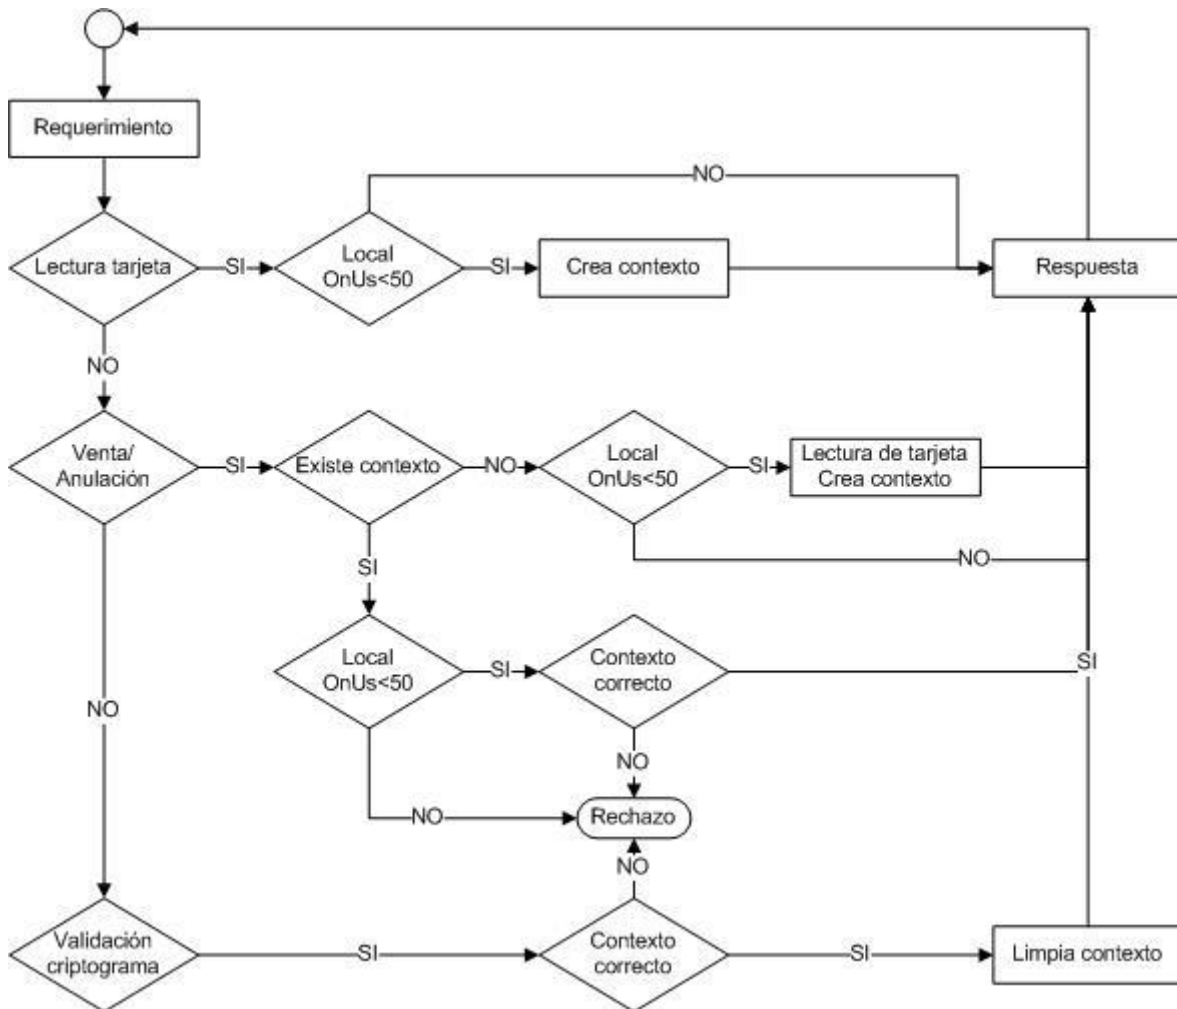 Requerimiento
NO
Lectura tarjeta
SI
Local
OnUs<50
SI
Crea contexto
Respuesta
NO
Venta/
Anulación
SI
Existe contexto
NO
Local
OnUs<50
SI
Lectura de tarjeta
Crea contexto
NO
SI
Local
OnUs<50
SI
Contexto
correcto
SI
NO
NO
NO
Rechazo
NO
Validación
criptograma
SI
Contexto
correcto
SI
Limpia contexto